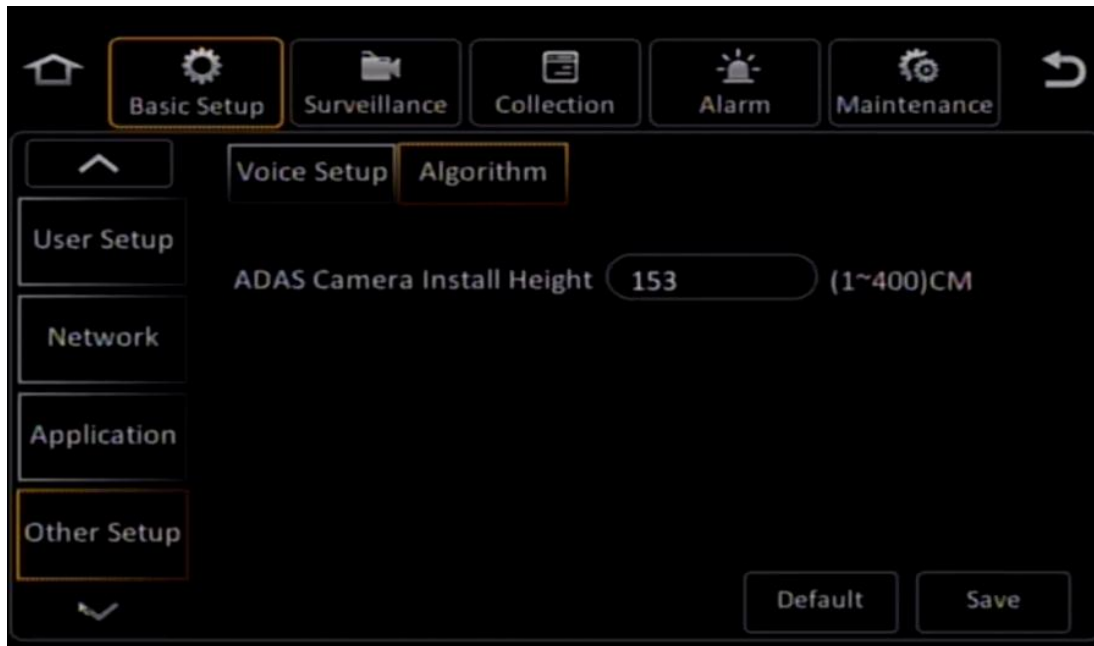 Basic Setup
Surveillance
Collection
Alarm
Maintenance
Voice Setup
Algorithm
User Setup
ADAS Camera Install Height 153 (1~400)CM
Network
Application
Other Setup
Default
Save